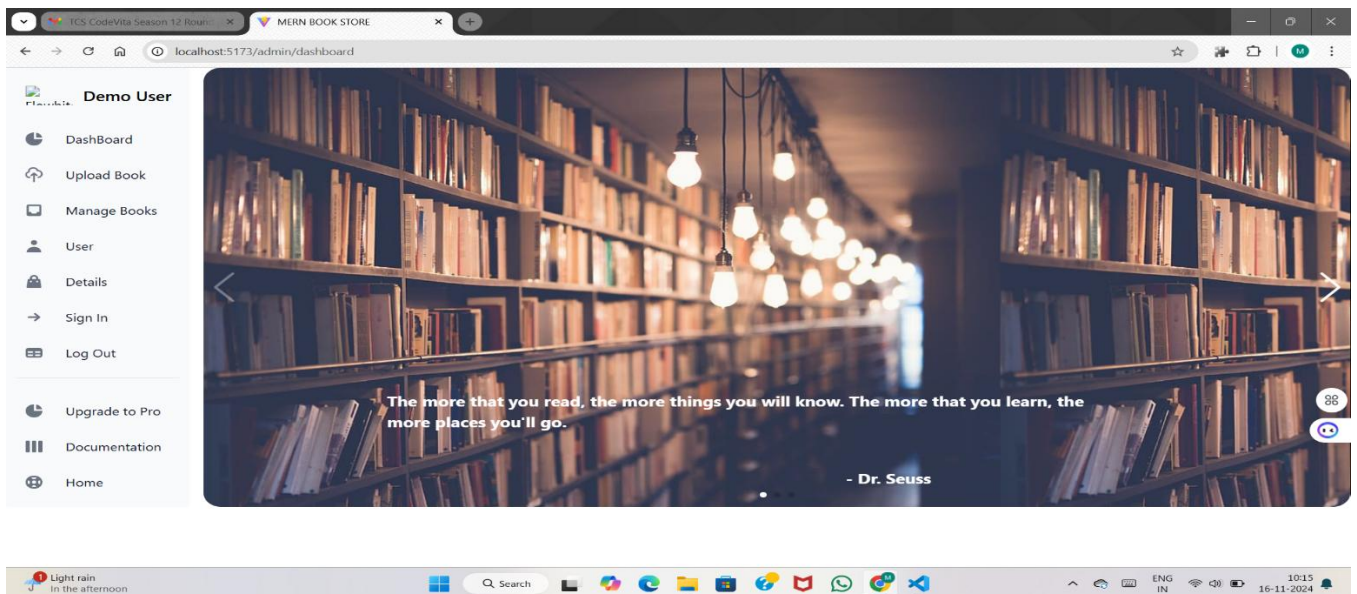 TCS CodeVita Season 12 Roun
MERN BOOK STORE
localhost:5173/admin/dashboard
M
Demo User
DashBoard
Upload Book
Manage Books
User
Details
Sign In
Log Out
Upgrade to Pro
Documentation
Home
The more that you read, the more things you will know. The more that you learn, the
more places you'll go.
- Dr. Seuss
1
Light rain
In the afternoon
Search
ENG
IN
10:15
16-11-2024